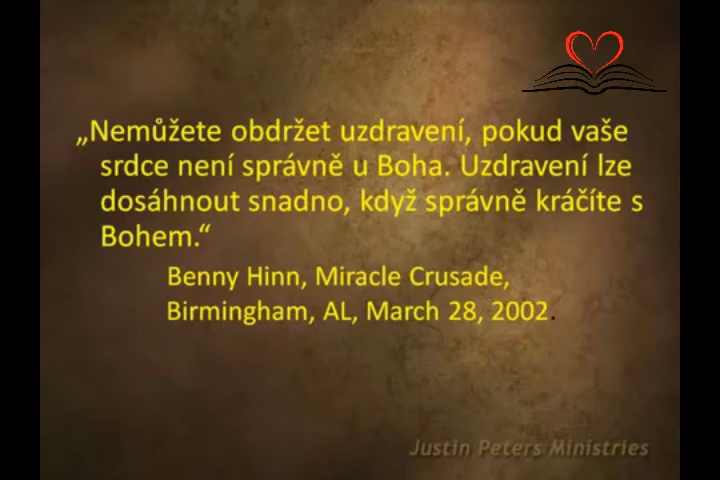 „Nemůžete obdržet uzdravení, pokud vaše
srdce není správně u Boha. Uzdravení lze
dosáhnout snadno, když správně kráčíte s
Bohem.“
Benny Hinn, Miracle Crusade,
Birmingham, AL, March 28, 2002.
Justin Peters Ministries